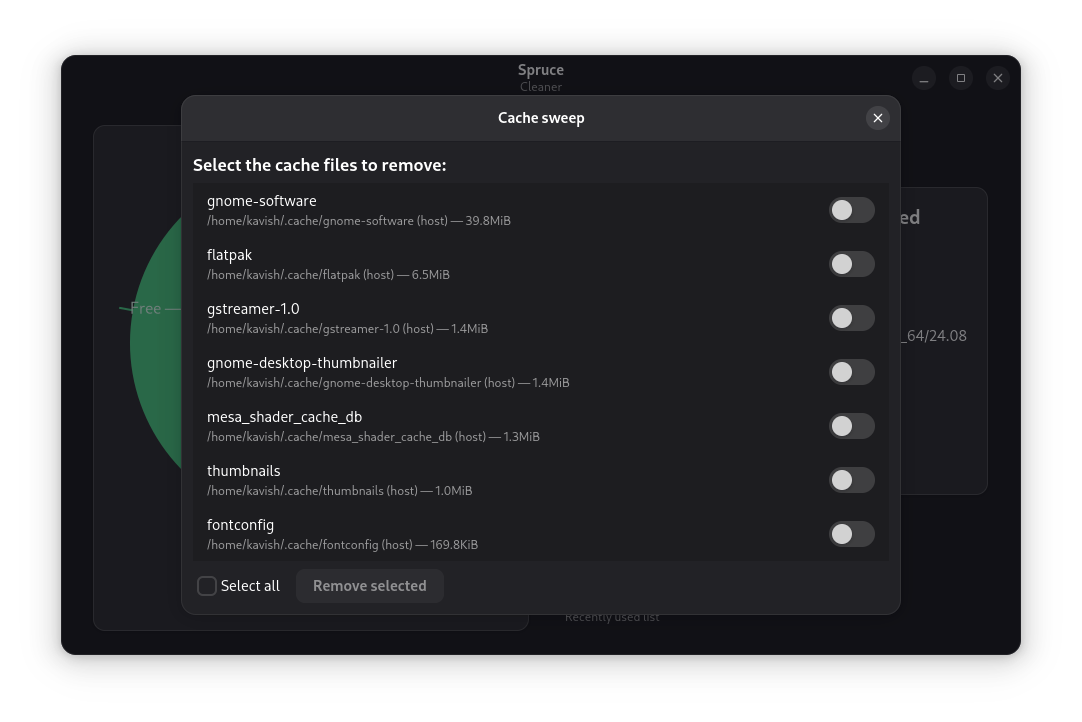 Spruce
Cleaner
Cache sweep
Select the cache files to remove:
gnome-software
/home/kavish/.cache/gnome-software (host) — 39.8MiB
flatpak
/home/kavish/.cache/flatpak (host) — 6.5MiB
gstreamer-1.0
/home/kavish/.cache/gstreamer-1.0 (host) — 1.4MiB
gnome-desktop-thumbnailer
/home/kavish/.cache/gnome-desktop-thumbnailer (host) — 1.4MiB
mesa_shader_cache_db
/home/kavish/.cache/mesa_shader_cache_db (host) — 1.3MiB
thumbnails
/home/kavish/.cache/thumbnails (host) — 1.0MiB
fontconfig
/home/kavish/.cache/fontconfig (host) — 169.8KiB
Select all
Remove selected
Free
ed
_64/24.08
Recently used list